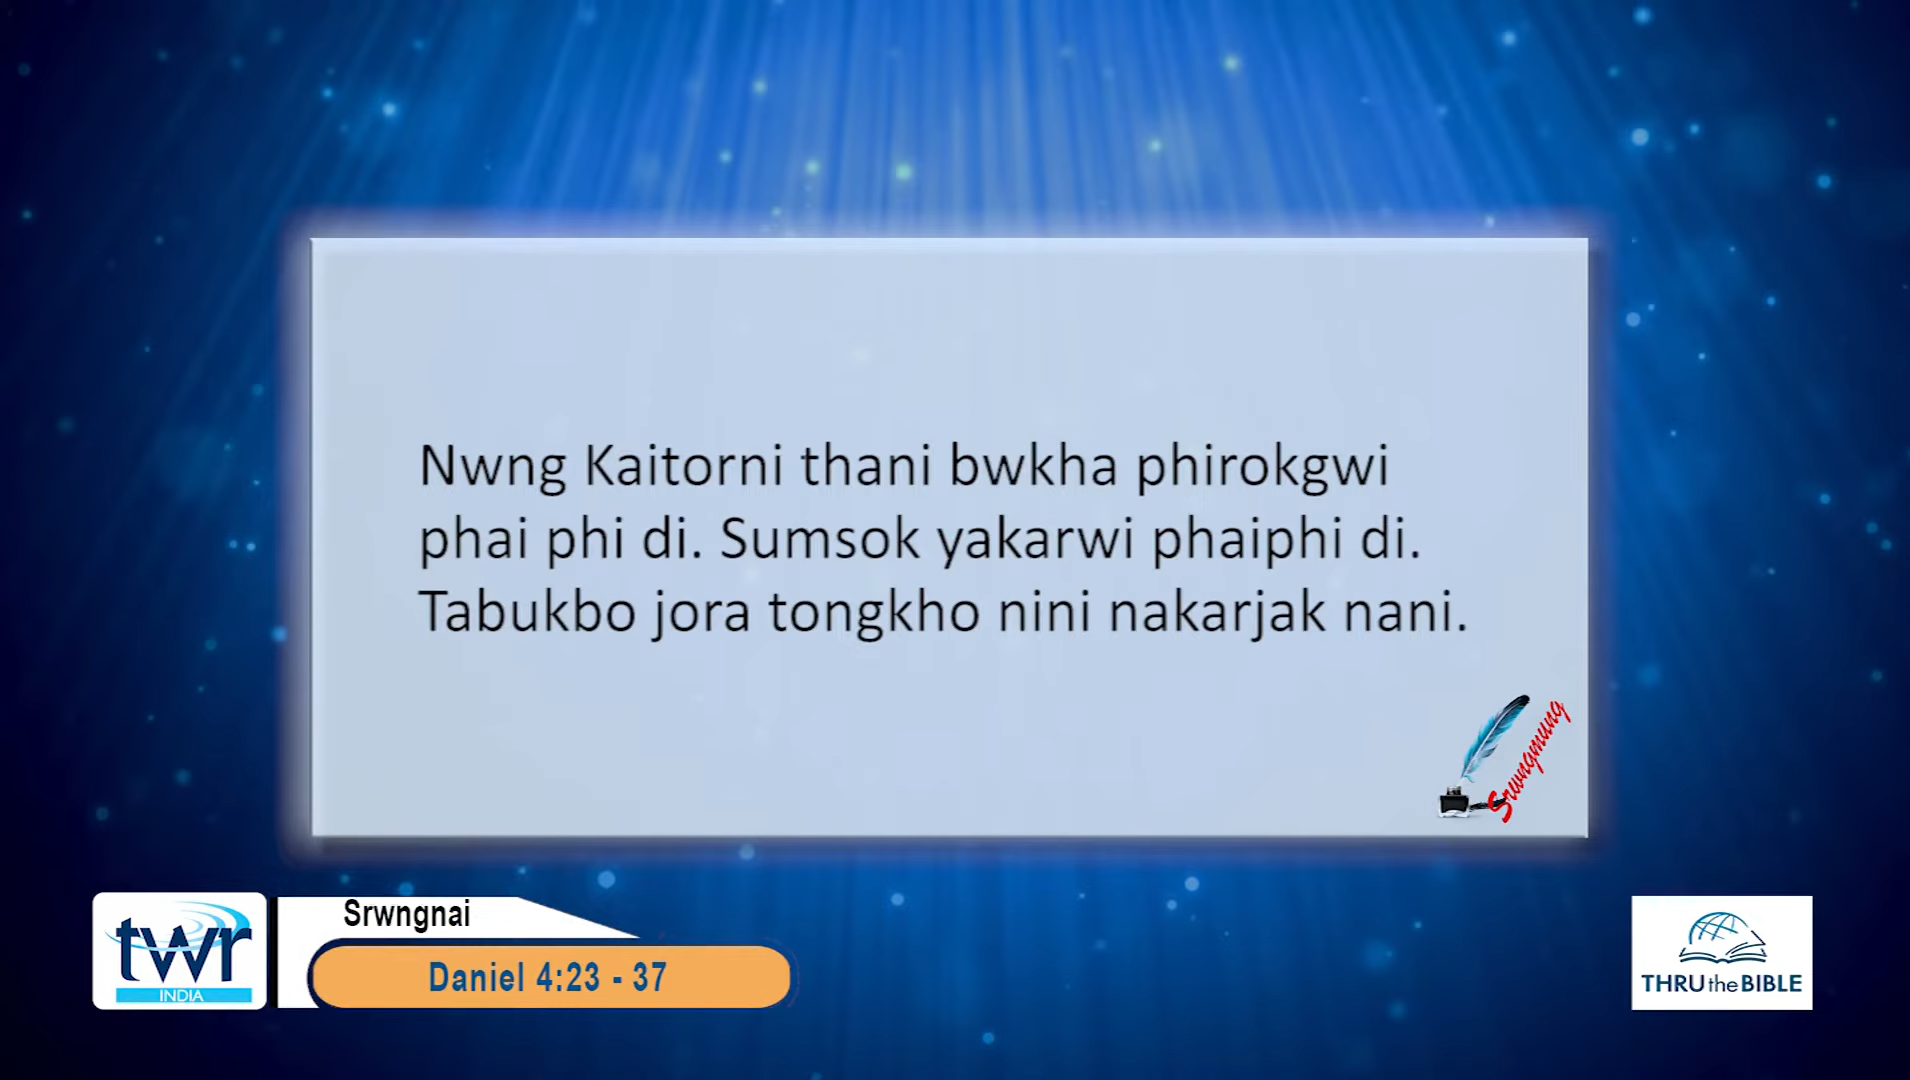 Nwng Kaitorni thani bwkha phirokgwi
phai phi di. Sumsok yakarwi phaiphi di.
Tabukbo jora tongkho nini nakarjak nani.
Srwngmung
twr
INDIA
Srwngnai
Daniel 4:23 - 37
THRU the BIBLE